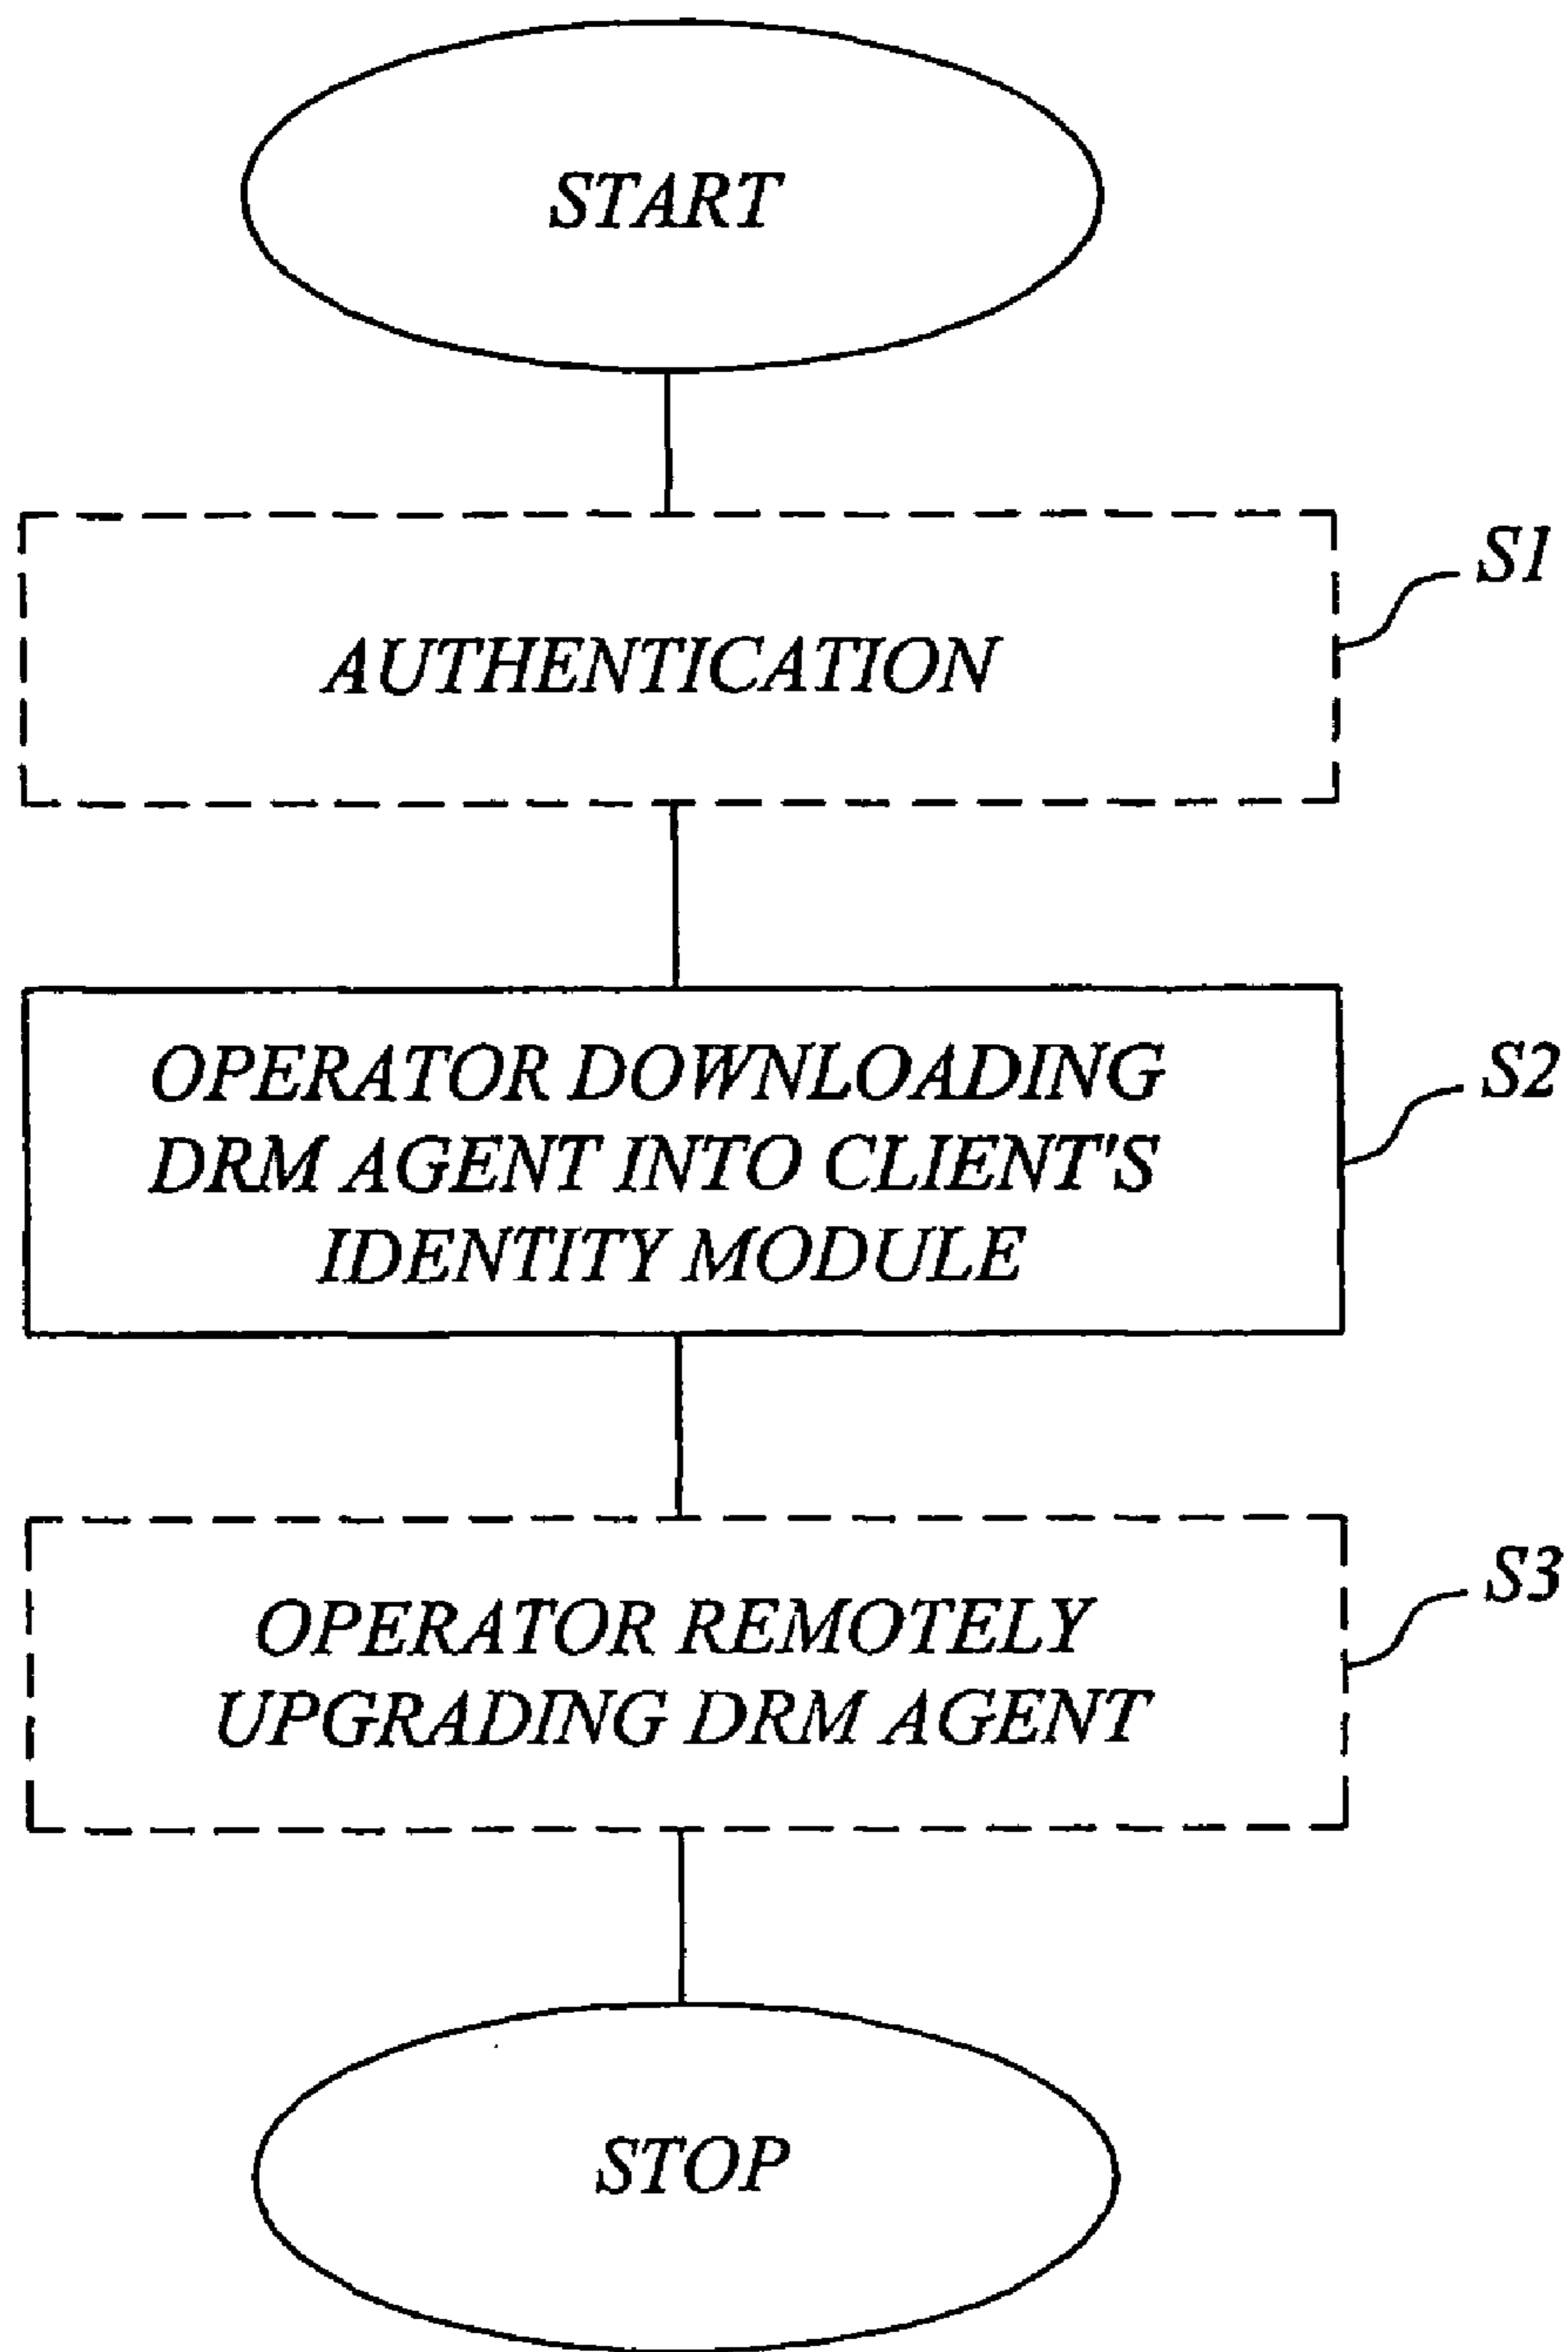 START
AUTHENTICATION
S1
OPERATOR DOWNLOADING
DRM AGENT INTO CLIENT'S
IDENTITY MODULE
S2
OPERATOR REMOTELY
UPGRADING DRM AGENT
S3
STOP